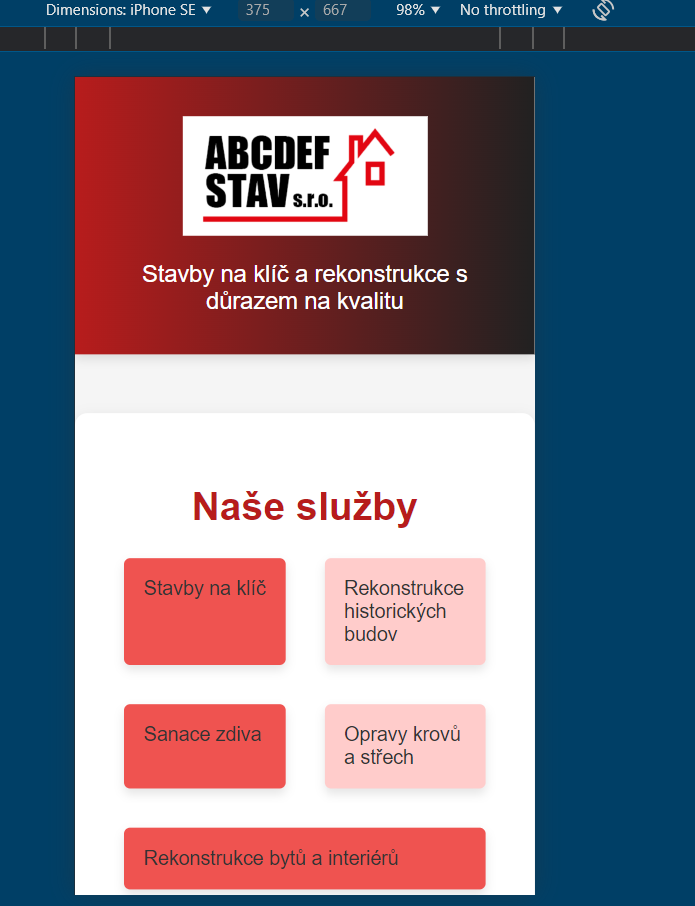 Dimensions: iPhone SE ▼ 375 × 667 98% ▼ No throttling ▼
ABCDEF
STAV s.r.o.
Stavby na klíč a rekonstrukce s
důrazem na kvalitu
Naše služby
Stavby na klíč
Rekonstrukce
historických
budov
Sanace zdiva
Opravy krovů
a střech
Rekonstrukce bytů a interiérů